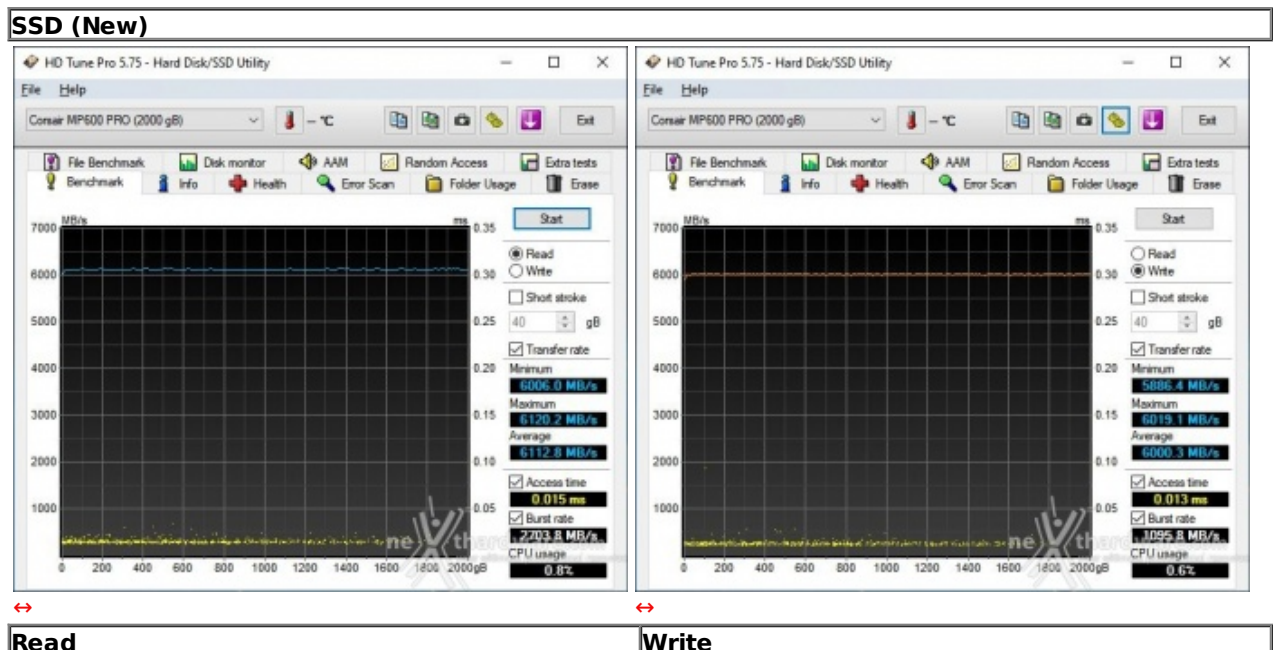 SSD (New)
HD Tune Pro 5.75 - Hard Disk/SSD Utility
File Help
Corsair MP600 PRO (2000 gB)
– °C
Exit
File Benchmark Disk monitor AAM Random Access Extra tests
Benchmark Info Health Error Scan Folder Usage Erase
MB/s ms
7000 0.35
6000 0.30
5000 0.25
4000 0.20
3000 0.15
2000 0.10
1000 0.05
0 200 400 600 800 1000 1200 1400 1600 1800 2000gB
Start
Read
Write
Short stroke
40 gB
Transfer rate
Minimum
6006.0 MB/s
Maximum
6120.2 MB/s
Average
6112.8 MB/s
Access time
0.015 ms
Burst rate
2703.8 MB/s
CPU usage
0.8%
HD Tune Pro 5.75 - Hard Disk/SSD Utility
File Help
Corsair MP600 PRO (2000 gB)
– °C
Exit
File Benchmark Disk monitor AAM Random Access Extra tests
Benchmark Info Health Error Scan Folder Usage Erase
MB/s ms
7000 0.35
6000 0.30
5000 0.25
4000 0.20
3000 0.15
2000 0.10
1000 0.05
0 200 400 600 800 1000 1200 1400 1600 1800 2000gB
Start
Read
Write
Short stroke
40 gB
Transfer rate
Minimum
5886.4 MB/s
Maximum
6019.1 MB/s
Average
6000.3 MB/s
Access time
0.013 ms
Burst rate
1095.8 MB/s
CPU usage
0.6%
↔ ↔
Read Write